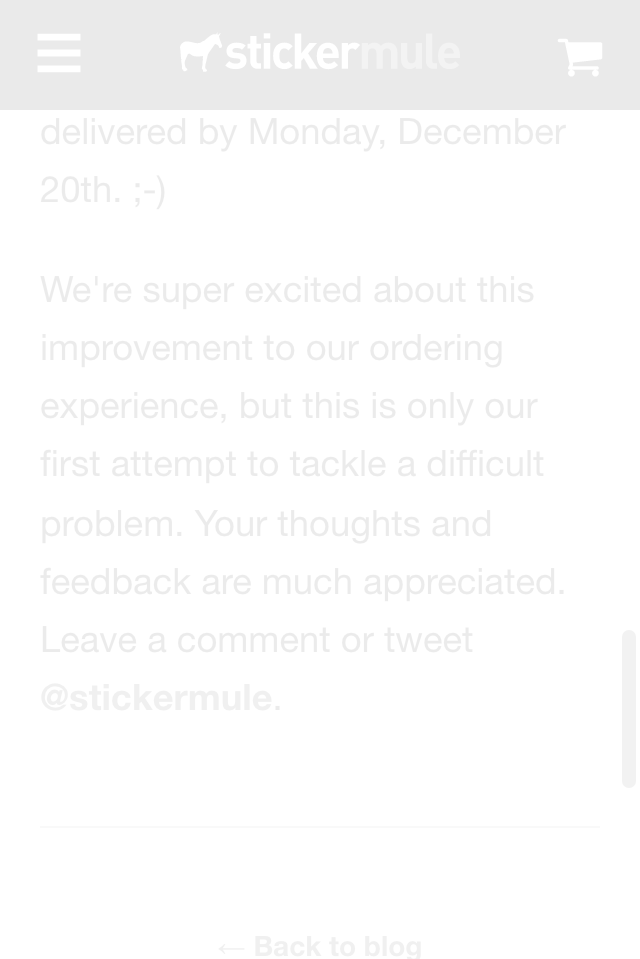 stickermule
delivered by Monday, December
20th. ;-)
We're super excited about this
improvement to our ordering
experience, but this is only our
first attempt to tackle a difficult
problem. Your thoughts and
feedback are much appreciated.
Leave a comment or tweet
@stickermule.
← Back to blog